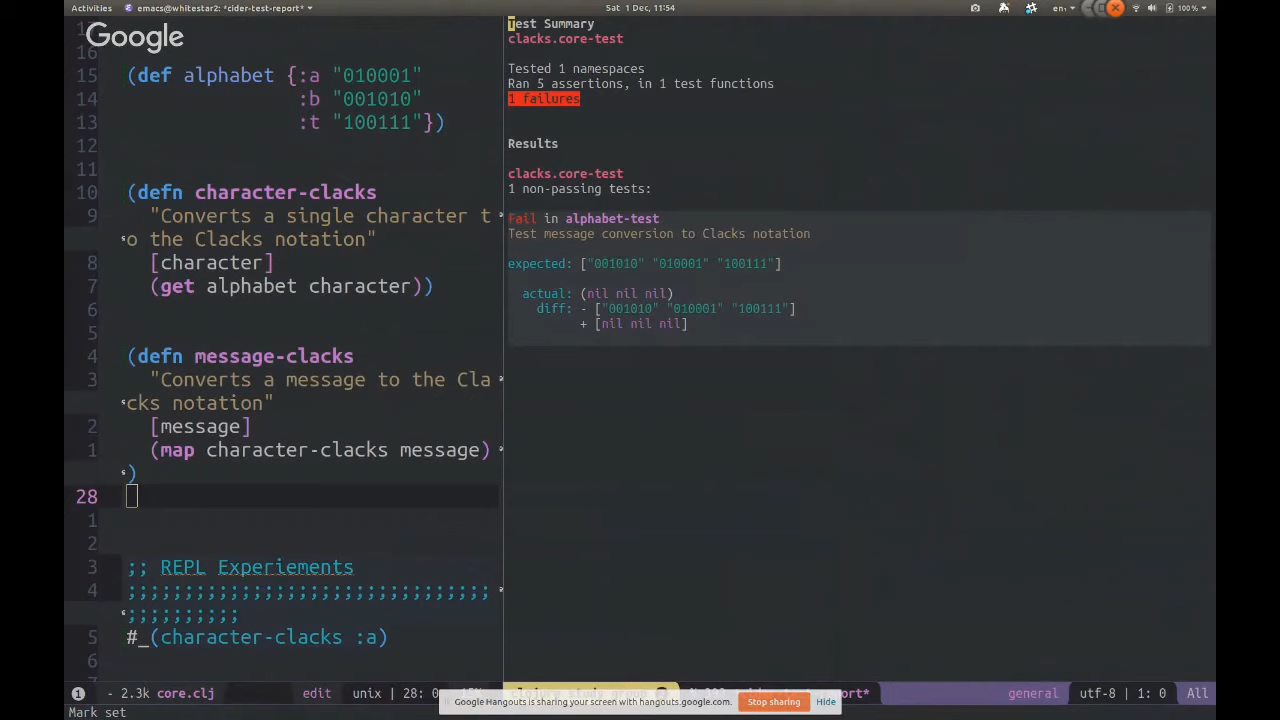 Activities emacs@whitestar2: *cider-test-report* Sat 1 Dec, 11:54 en1 100%
Google
17
16
15 (def alphabet {:a "010001"
14 :b "001010"
13 :t "100111"})
12
11
10 (defn character-clacks
9 "Converts a single character t
o the Clacks notation"
8 [character]
7 (get alphabet character))
6
5
4 (defn message-clacks
3 "Converts a message to the Cla
cks notation"
2 [message]
1 (map character-clacks message)
)
28
1
2
3 ;; REPL Experiements
4 ;;;;;;;;;;;;;;;;;;;;;;;;;;;;;;;;
;;;;;;;;;;
5 #_(character-clacks :a)
6
7
1 - 2.3k core.clj edit unix | 28: 0
Mark set
Test Summary
clacks.core-test
Tested 1 namespaces
Ran 5 assertions, in 1 test functions
1 failures
Results
clacks.core-test
1 non-passing tests:
Fail in alphabet-test
Test message conversion to Clacks notation
expected: ["001010" "010001" "100111"]
actual: (nil nil nil)
diff: - ["001010" "010001" "100111"]
+ [nil nil nil]
general utf-8 | 1: 0 All
Google Hangouts is sharing your screen with hangouts.google.com. Stop sharing Hide